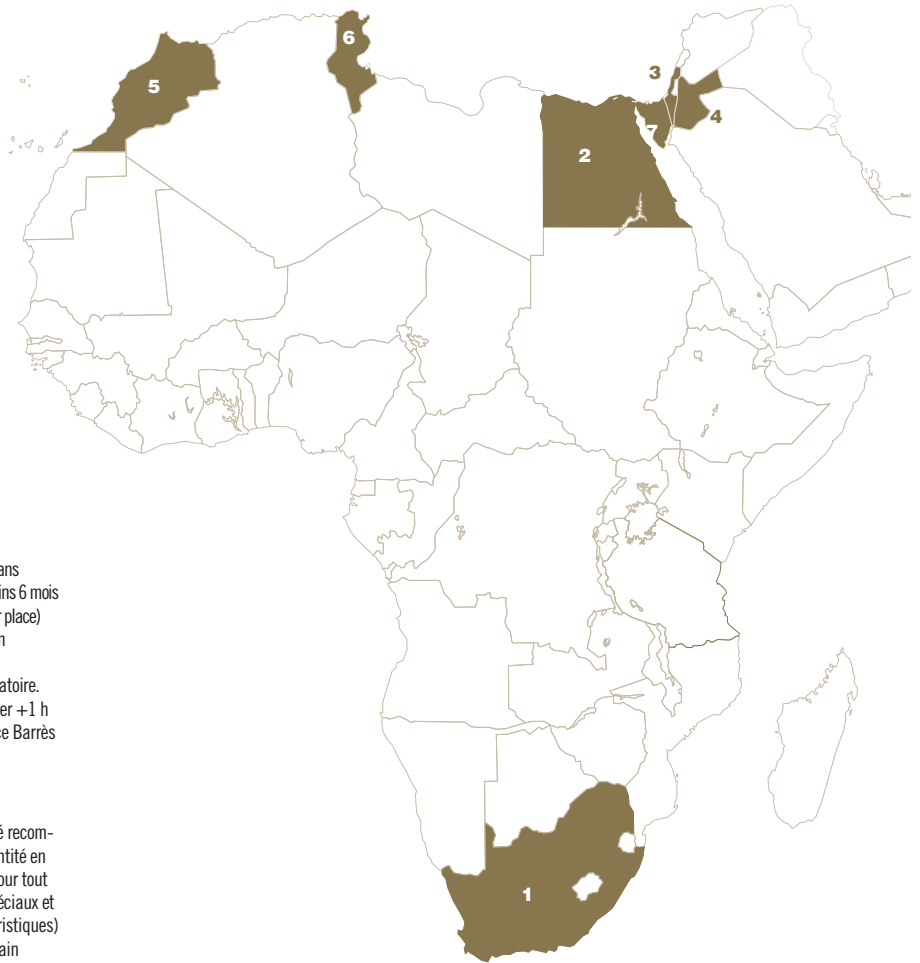 6
5
3
4
7
2
ans
ins 6 mois
r place)
n
atoire.
er +1 h
ce Barrès
é recom-
ntité en
our tout
éciaux et
ristiques)
ain
1